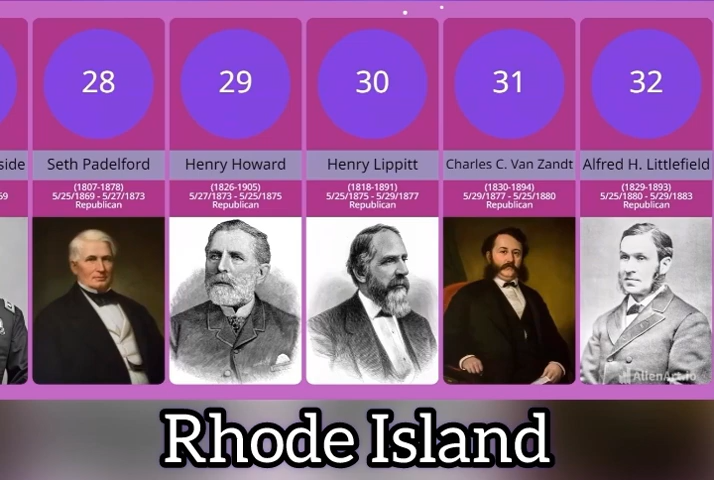 28
29
30
31
32
side
Seth Padelford
Henry Howard
Henry Lippitt
Charles C. Van Zandt
Alfred H. Littlefield
(1807-1878)
(1826-1905)
(1818-1891)
(1830-1894)
(1829-1893)
69
5/25/1869 - 5/27/1873
5/27/1873 - 5/25/1875
5/25/1875 - 5/29/1877
5/29/1877 - 5/25/1880
5/25/1880 - 5/29/1883
Republican
Republican
Republican
Republican
Republican
AllenArt.io
Rhode Island